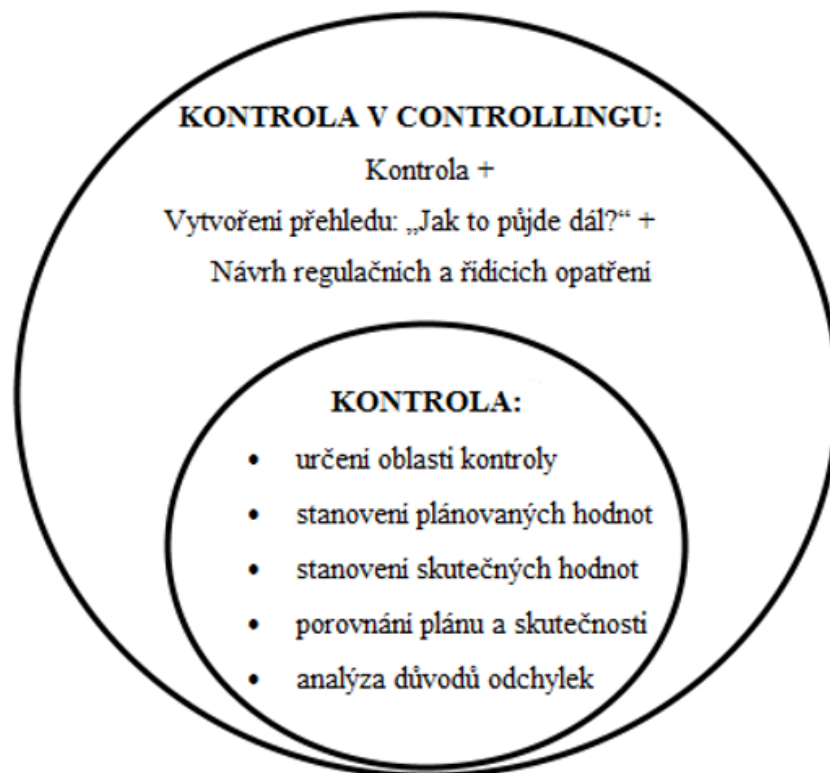 KONTROLA V CONTROLLINGU:
Kontrola +
Vytvoření přehledu: „Jak to půjde dál?“ +
Návrh regulačních a řídicích opatření
KONTROLA:
• určení oblasti kontroly
• stanovení plánovaných hodnot
• stanovení skutečných hodnot
• porovnání plánu a skutečnosti
• analýza důvodů odchylek